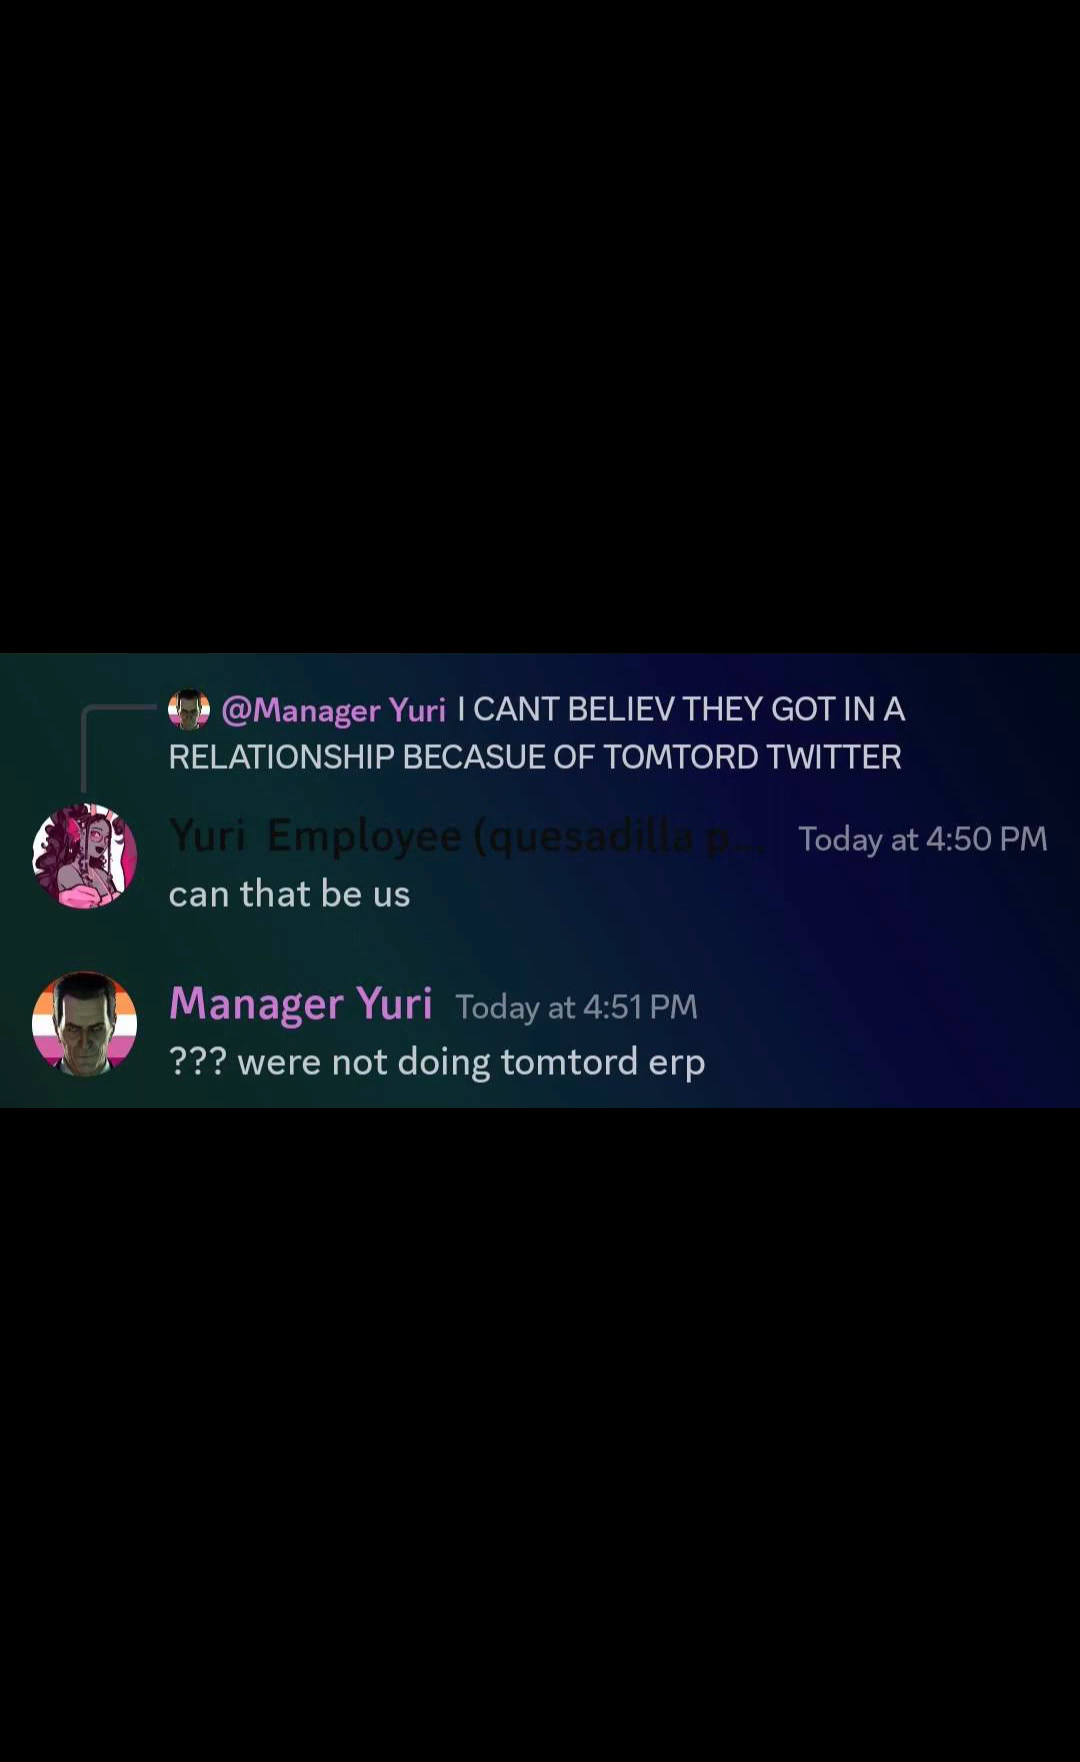 @Manager Yuri I CANT BELIEV THEY GOT IN A
RELATIONSHIP BECASUE OF TOMTORD TWITTER
Yuri Employee (quesadilla p... Today at 4:50 PM
can that be us
Manager Yuri Today at 4:51 PM
??? were not doing tomtord erp